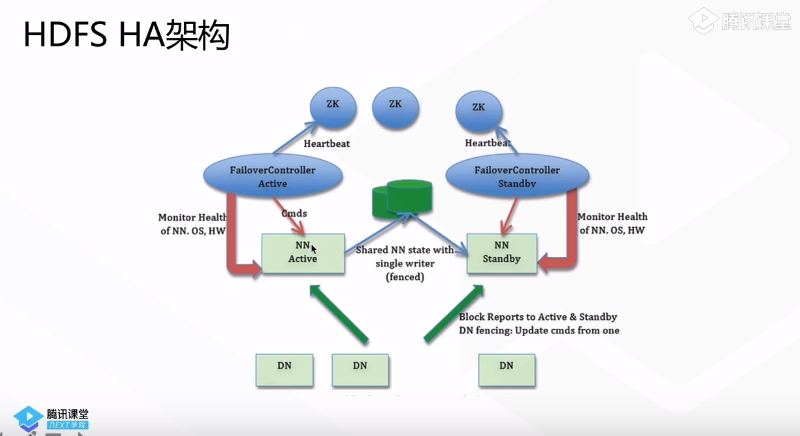 HDFS HA架构
腾讯课堂
ZK
ZK
ZK
Heartbeat
Heartbeat
FailoverController
Active
FailoverController
Standby
Cmds
Monitor Health
of NN. OS, HW
Monitor Health
of NN. OS, HW
NN
Active
Shared NN state with
single writer
(fenced)
NN
Standby
Block Reports to Active & Standby
DN fencing: Update cmds from one
DN
DN
DN
腾讯课堂
NEXT学院